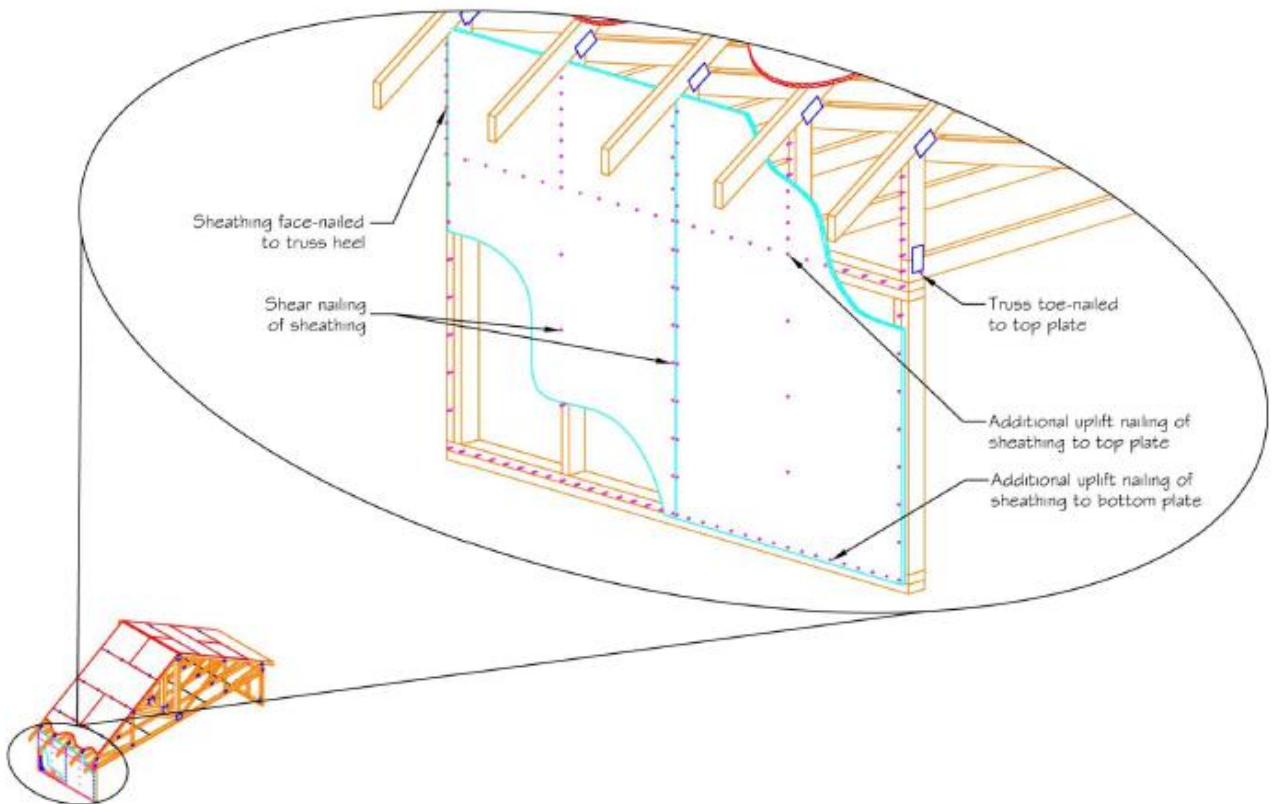 Sheathing face-nailed
to truss heel
Shear nailing
of sheathing
Truss toe-nailed
to top plate
Additional uplift nailing of
sheathing to top plate
Additional uplift nailing of
sheathing to bottom plate